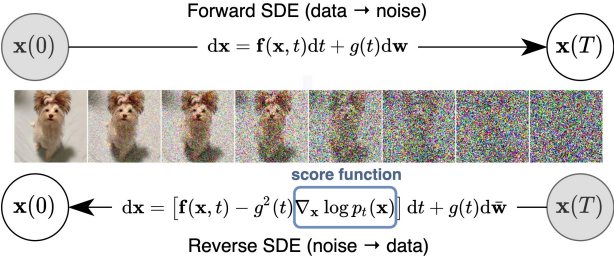 Forward SDE (data → noise)
x(0) dx = f(x, t)dt + g(t)dw x(T)
score function
x(0) dx = [f(x, t) − g²(t)∇ₓ log pₜ(x)] dt + g(t)dw̄ x(T)
Reverse SDE (noise → data)